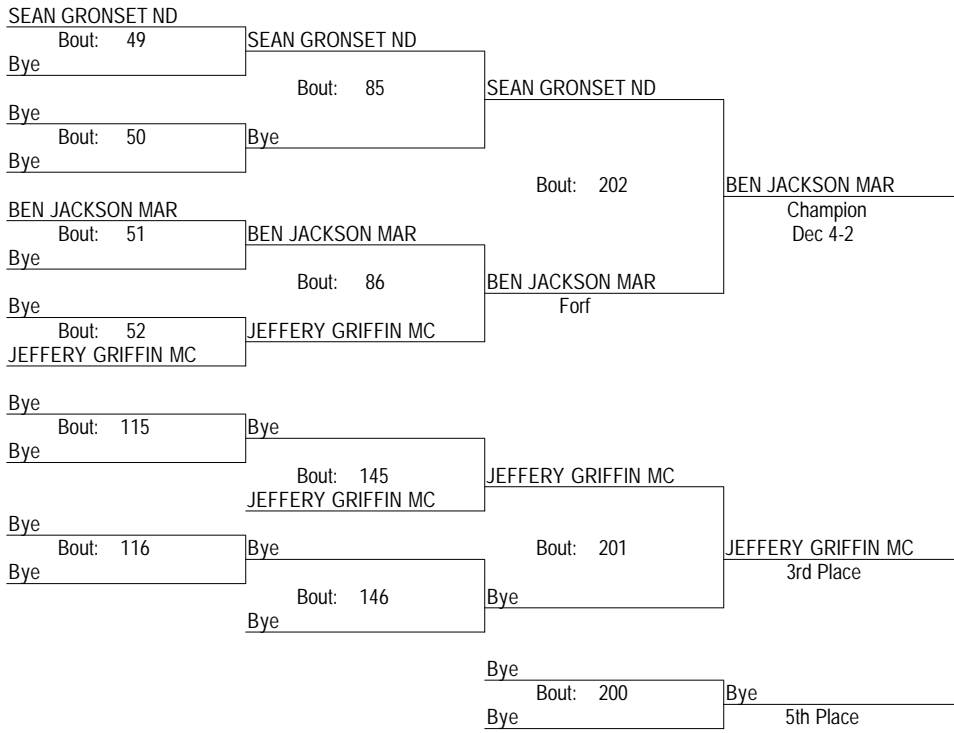 SEAN GRONSET ND
Bout: 49
Bye
SEAN GRONSET ND
Bout: 85
SEAN GRONSET ND
Bye
Bout: 50
Bye
Bye
Bout: 202
BEN JACKSON MAR
Champion
Dec 4-2
BEN JACKSON MAR
Bout: 51
Bye
BEN JACKSON MAR
Bout: 86
BEN JACKSON MAR
Forf
Bye
Bout: 52
JEFFERY GRIFFIN MC
JEFFERY GRIFFIN MC
Bye
Bout: 115
Bye
Bye
Bout: 145
JEFFERY GRIFFIN MC
JEFFERY GRIFFIN MC
Bye
Bout: 116
Bye
Bye
Bout: 201
JEFFERY GRIFFIN MC
3rd Place
Bout: 146
Bye
Bye
Bye
Bout: 200
Bye
Bye
5th Place